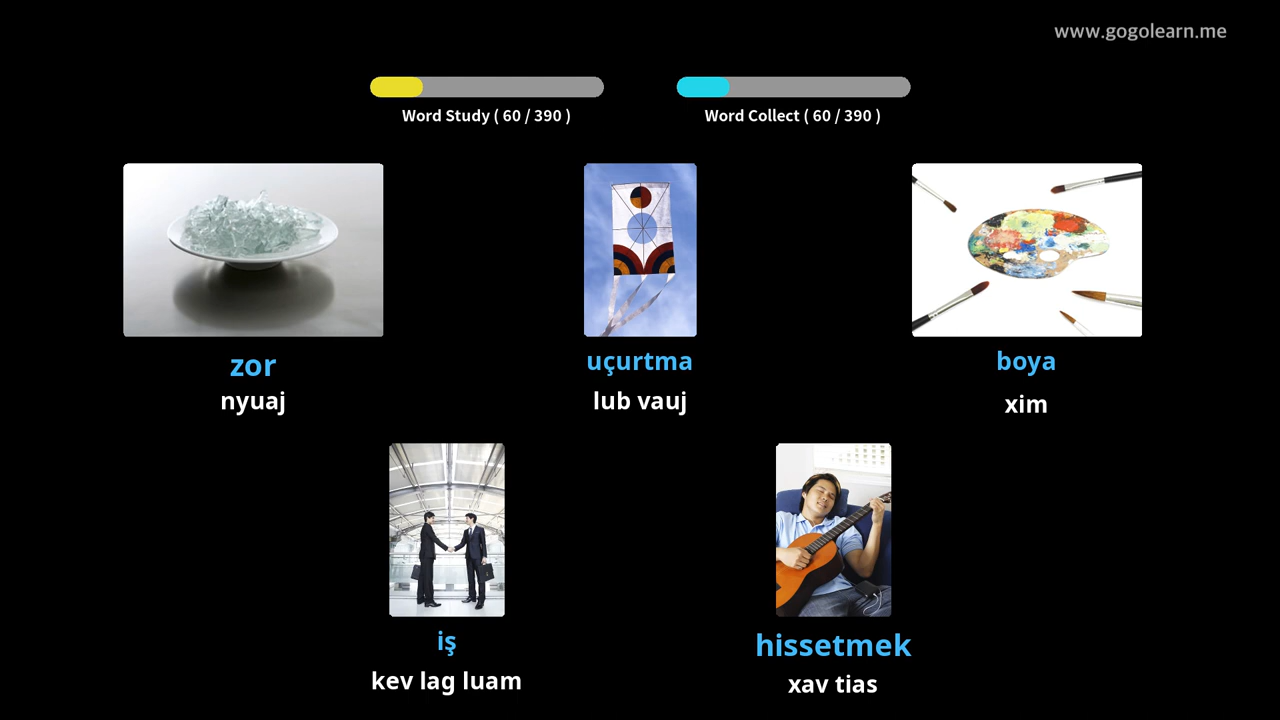 www.gogolearn.me
Word Study ( 60 / 390 )
Word Collect ( 60 / 390 )
zor
nyuaj
uçurtma
lub vauj
boya
xim
iş
kev lag luam
hissetmek
xav tias